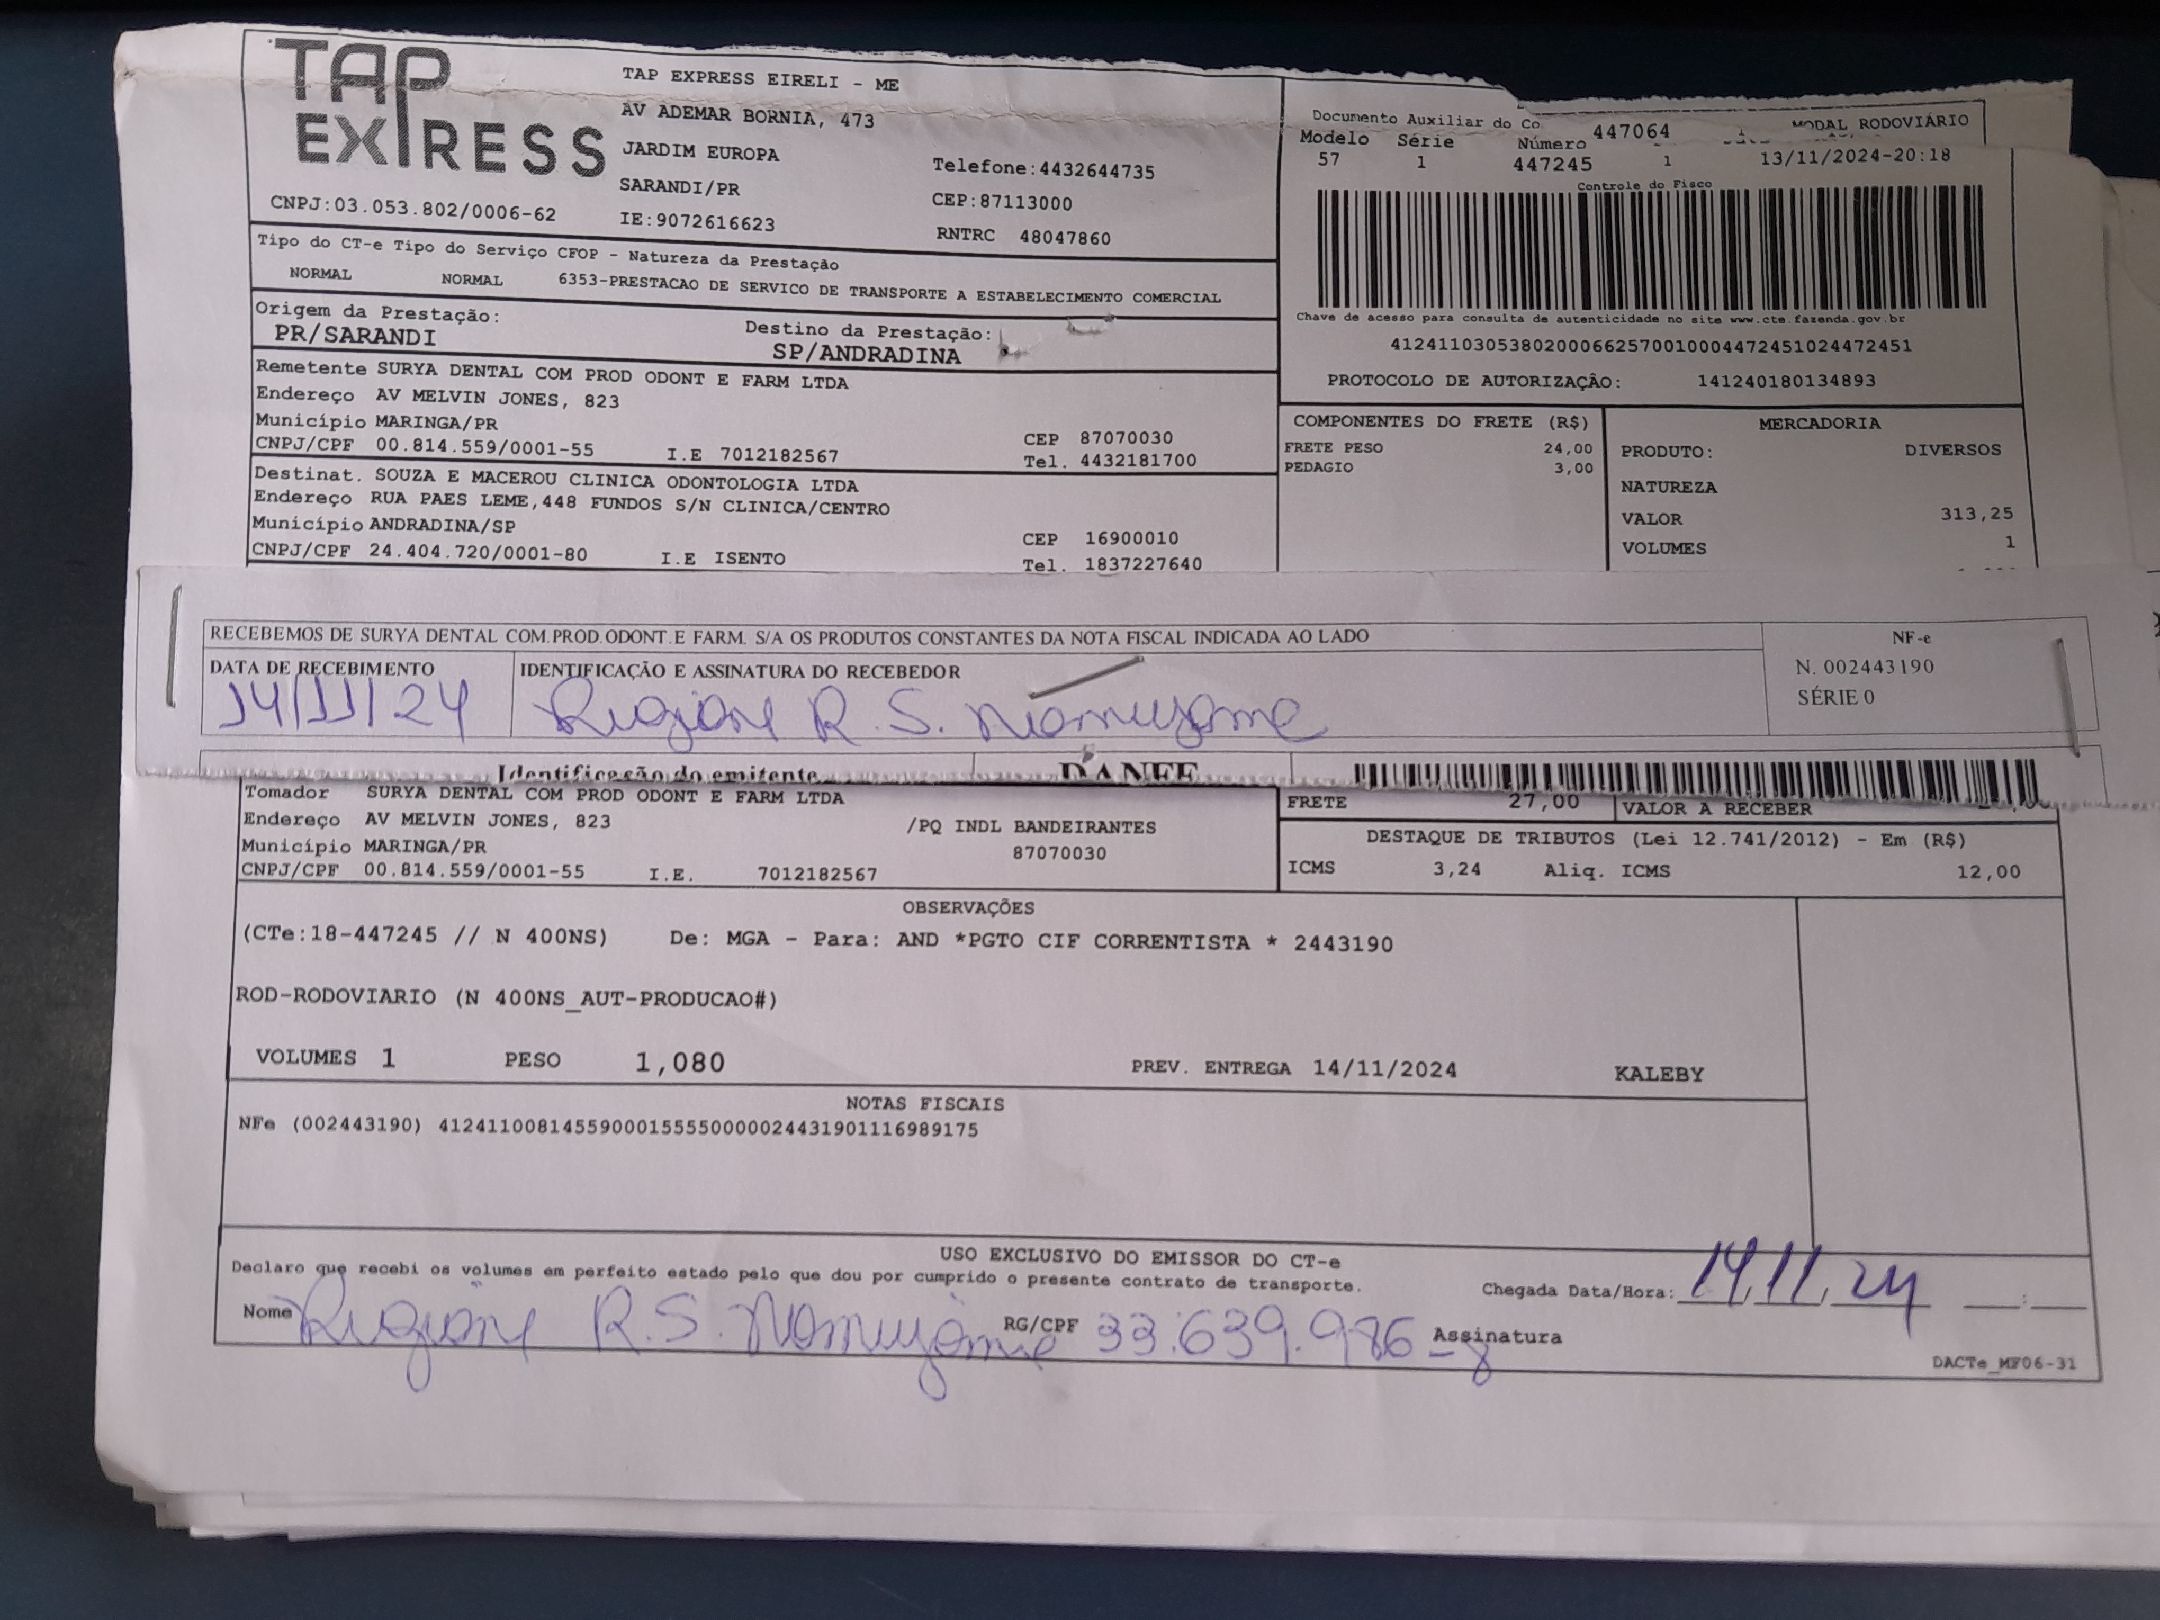 TAP
EXPRESS
TAP EXPRESS EIRELI - ME
AV ADEMAR BORNIA, 473
JARDIM EUROPA
SARANDI/PR
IE:9072616623
Telefone:4432644735
CEP:87113000
RNTRC 48047860
CNPJ:03.053.802/0006-62
Documento Auxiliar do Co
447064
MODAL RODOVIÁRIO
Modelo Série Número
57 1 447245 1 13/11/2024-20:18
Controle do Fisco
Chave de acesso para consulta de autenticidade no site www.cte.fazenda.gov.br
41241103053802000662570010004472451024472451
PROTOCOLO DE AUTORIZAÇÃO: 141240180134893
Tipo do CT-e Tipo do Serviço CFOP - Natureza da Prestação
NORMAL NORMAL 6353-PRESTACAO DE SERVICO DE TRANSPORTE A ESTABELECIMENTO COMERCIAL
Origem da Prestação:
PR/SARANDI
Destino da Prestação:
SP/ANDRADINA
Remetente SURYA DENTAL COM PROD ODONT E FARM LTDA
Endereço AV MELVIN JONES, 823
Município MARINGA/PR
CEP 87070030
CNPJ/CPF 00.814.559/0001-55 I.E 7012182567 Tel. 4432181700
Destinat. SOUZA E MACEROU CLINICA ODONTOLOGIA LTDA
Endereço RUA PAES LEME,448 FUNDOS S/N CLINICA/CENTRO
Município ANDRADINA/SP
CEP 16900010
CNPJ/CPF 24.404.720/0001-80 I.E ISENTO Tel. 1837227640
COMPONENTES DO FRETE (R$)
FRETE PESO 24,00
PEDAGIO 3,00
MERCADORIA
PRODUTO: DIVERSOS
NATUREZA
VALOR 313,25
VOLUMES 1
RECEBEMOS DE SURYA DENTAL COM.PROD.ODONT.E FARM. S/A OS PRODUTOS CONSTANTES DA NOTA FISCAL INDICADA AO LADO
DATA DE RECEBIMENTO
14/11/24
IDENTIFICAÇÃO E ASSINATURA DO RECEBEDOR
Regiane R. S. Nomuyama
NF-e
N. 002443190
SÉRIE 0
Identificação do emitente
DANFE
Tomador SURYA DENTAL COM PROD ODONT E FARM LTDA
Endereço AV MELVIN JONES, 823 /PQ INDL BANDEIRANTES
Município MARINGA/PR 87070030
CNPJ/CPF 00.814.559/0001-55 I.E. 7012182567
FRETE 27,00 VALOR A RECEBER
DESTAQUE DE TRIBUTOS (Lei 12.741/2012) - Em (R$)
ICMS 3,24 Aliq. ICMS 12,00
OBSERVAÇÕES
(CTe:18-447245 // N 400NS) De: MGA - Para: AND *PGTO CIF CORRENTISTA * 2443190
ROD-RODOVIARIO (N 400NS_AUT-PRODUCAO#)
VOLUMES 1 PESO 1,080 PREV. ENTREGA 14/11/2024 KALEBY
NOTAS FISCAIS
NFe (002443190) 41241100814559000155550000024431901116989175
USO EXCLUSIVO DO EMISSOR DO CT-e
Declaro que recebi os volumes em perfeito estado pelo que dou por cumprido o presente contrato de transporte.
Chegada Data/Hora: 14/11/24 :
Nome Regiane R.S. Nomuyama RG/CPF 33.639.986-8 Assinatura
DACTe_MF06-31